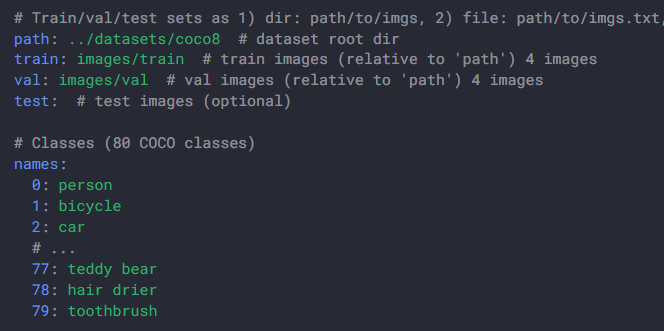 # Train/val/test sets as 1) dir: path/to/imgs, 2) file: path/to/imgs.txt,
path: ../datasets/coco8  # dataset root dir
train: images/train  # train images (relative to 'path') 4 images
val: images/val  # val images (relative to 'path') 4 images
test:  # test images (optional)

# Classes (80 COCO classes)
names:
  0: person
  1: bicycle
  2: car
  # ...
  77: teddy bear
  78: hair drier
  79: toothbrush